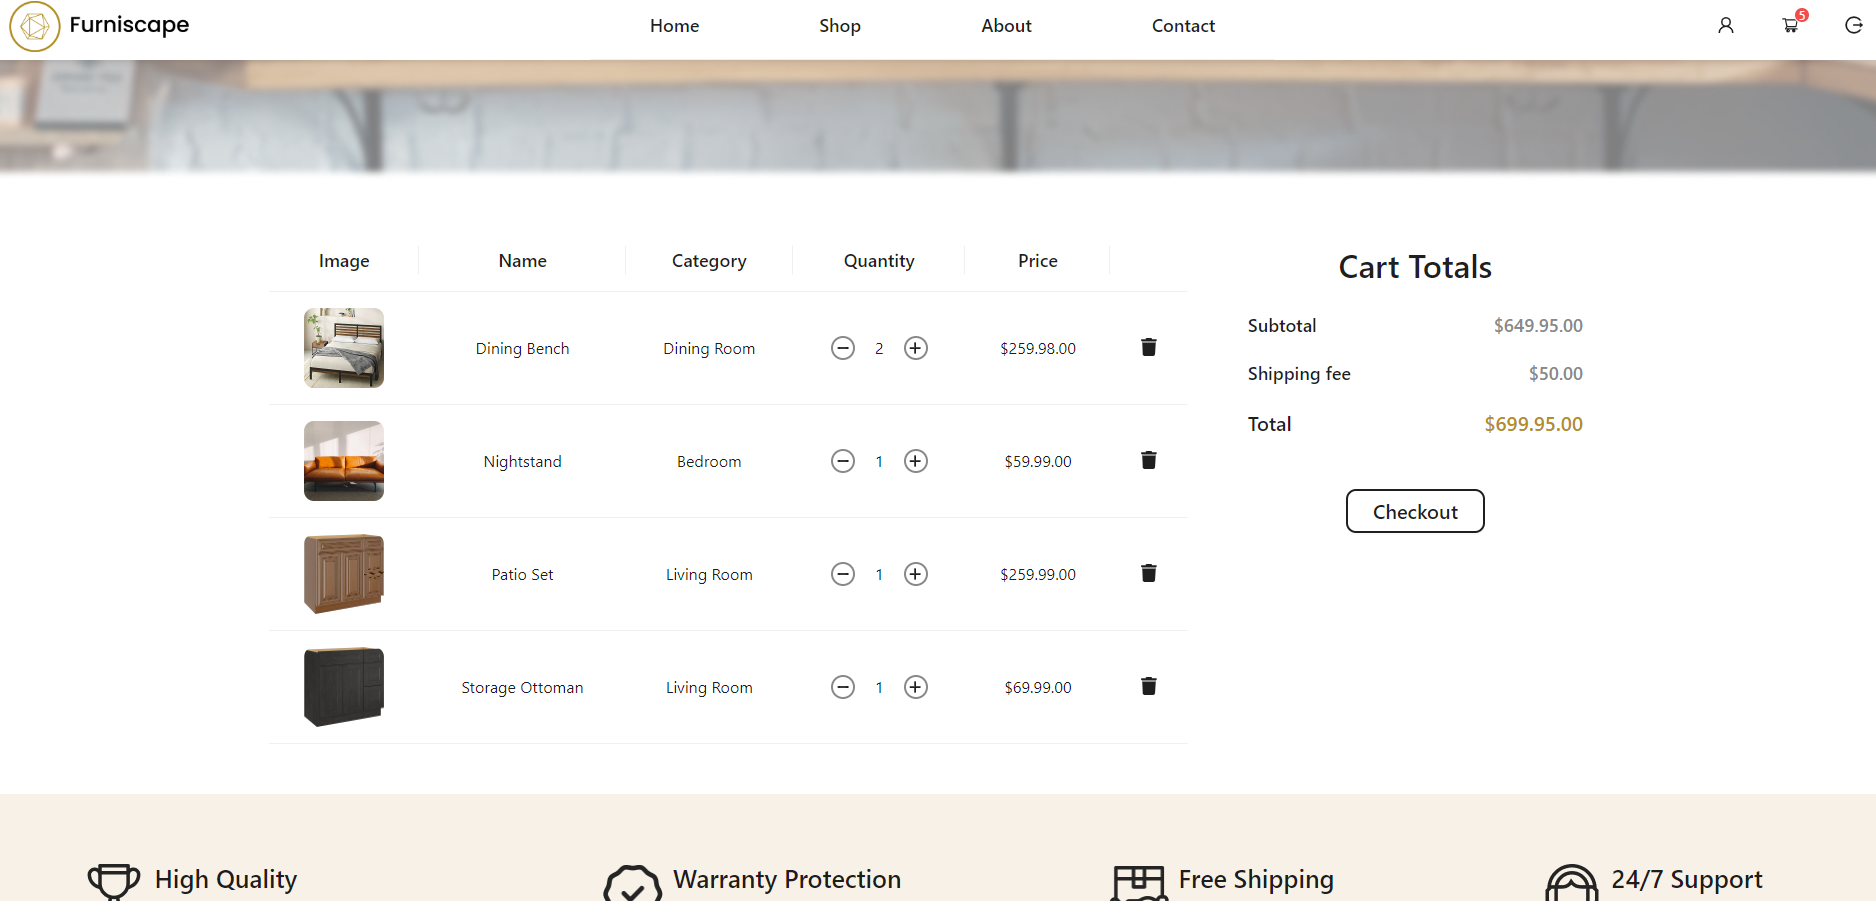 Furniscape
Home Shop About Contact
5
Image Name Category Quantity Price
Dining Bench Dining Room 2 $259.98.00
Nightstand Bedroom 1 $59.99.00
Patio Set Living Room 1 $259.99.00
Storage Ottoman Living Room 1 $69.99.00
Cart Totals
Subtotal $649.95.00
Shipping fee $50.00
Total $699.95.00
Checkout
High Quality Warranty Protection Free Shipping 24/7 Support